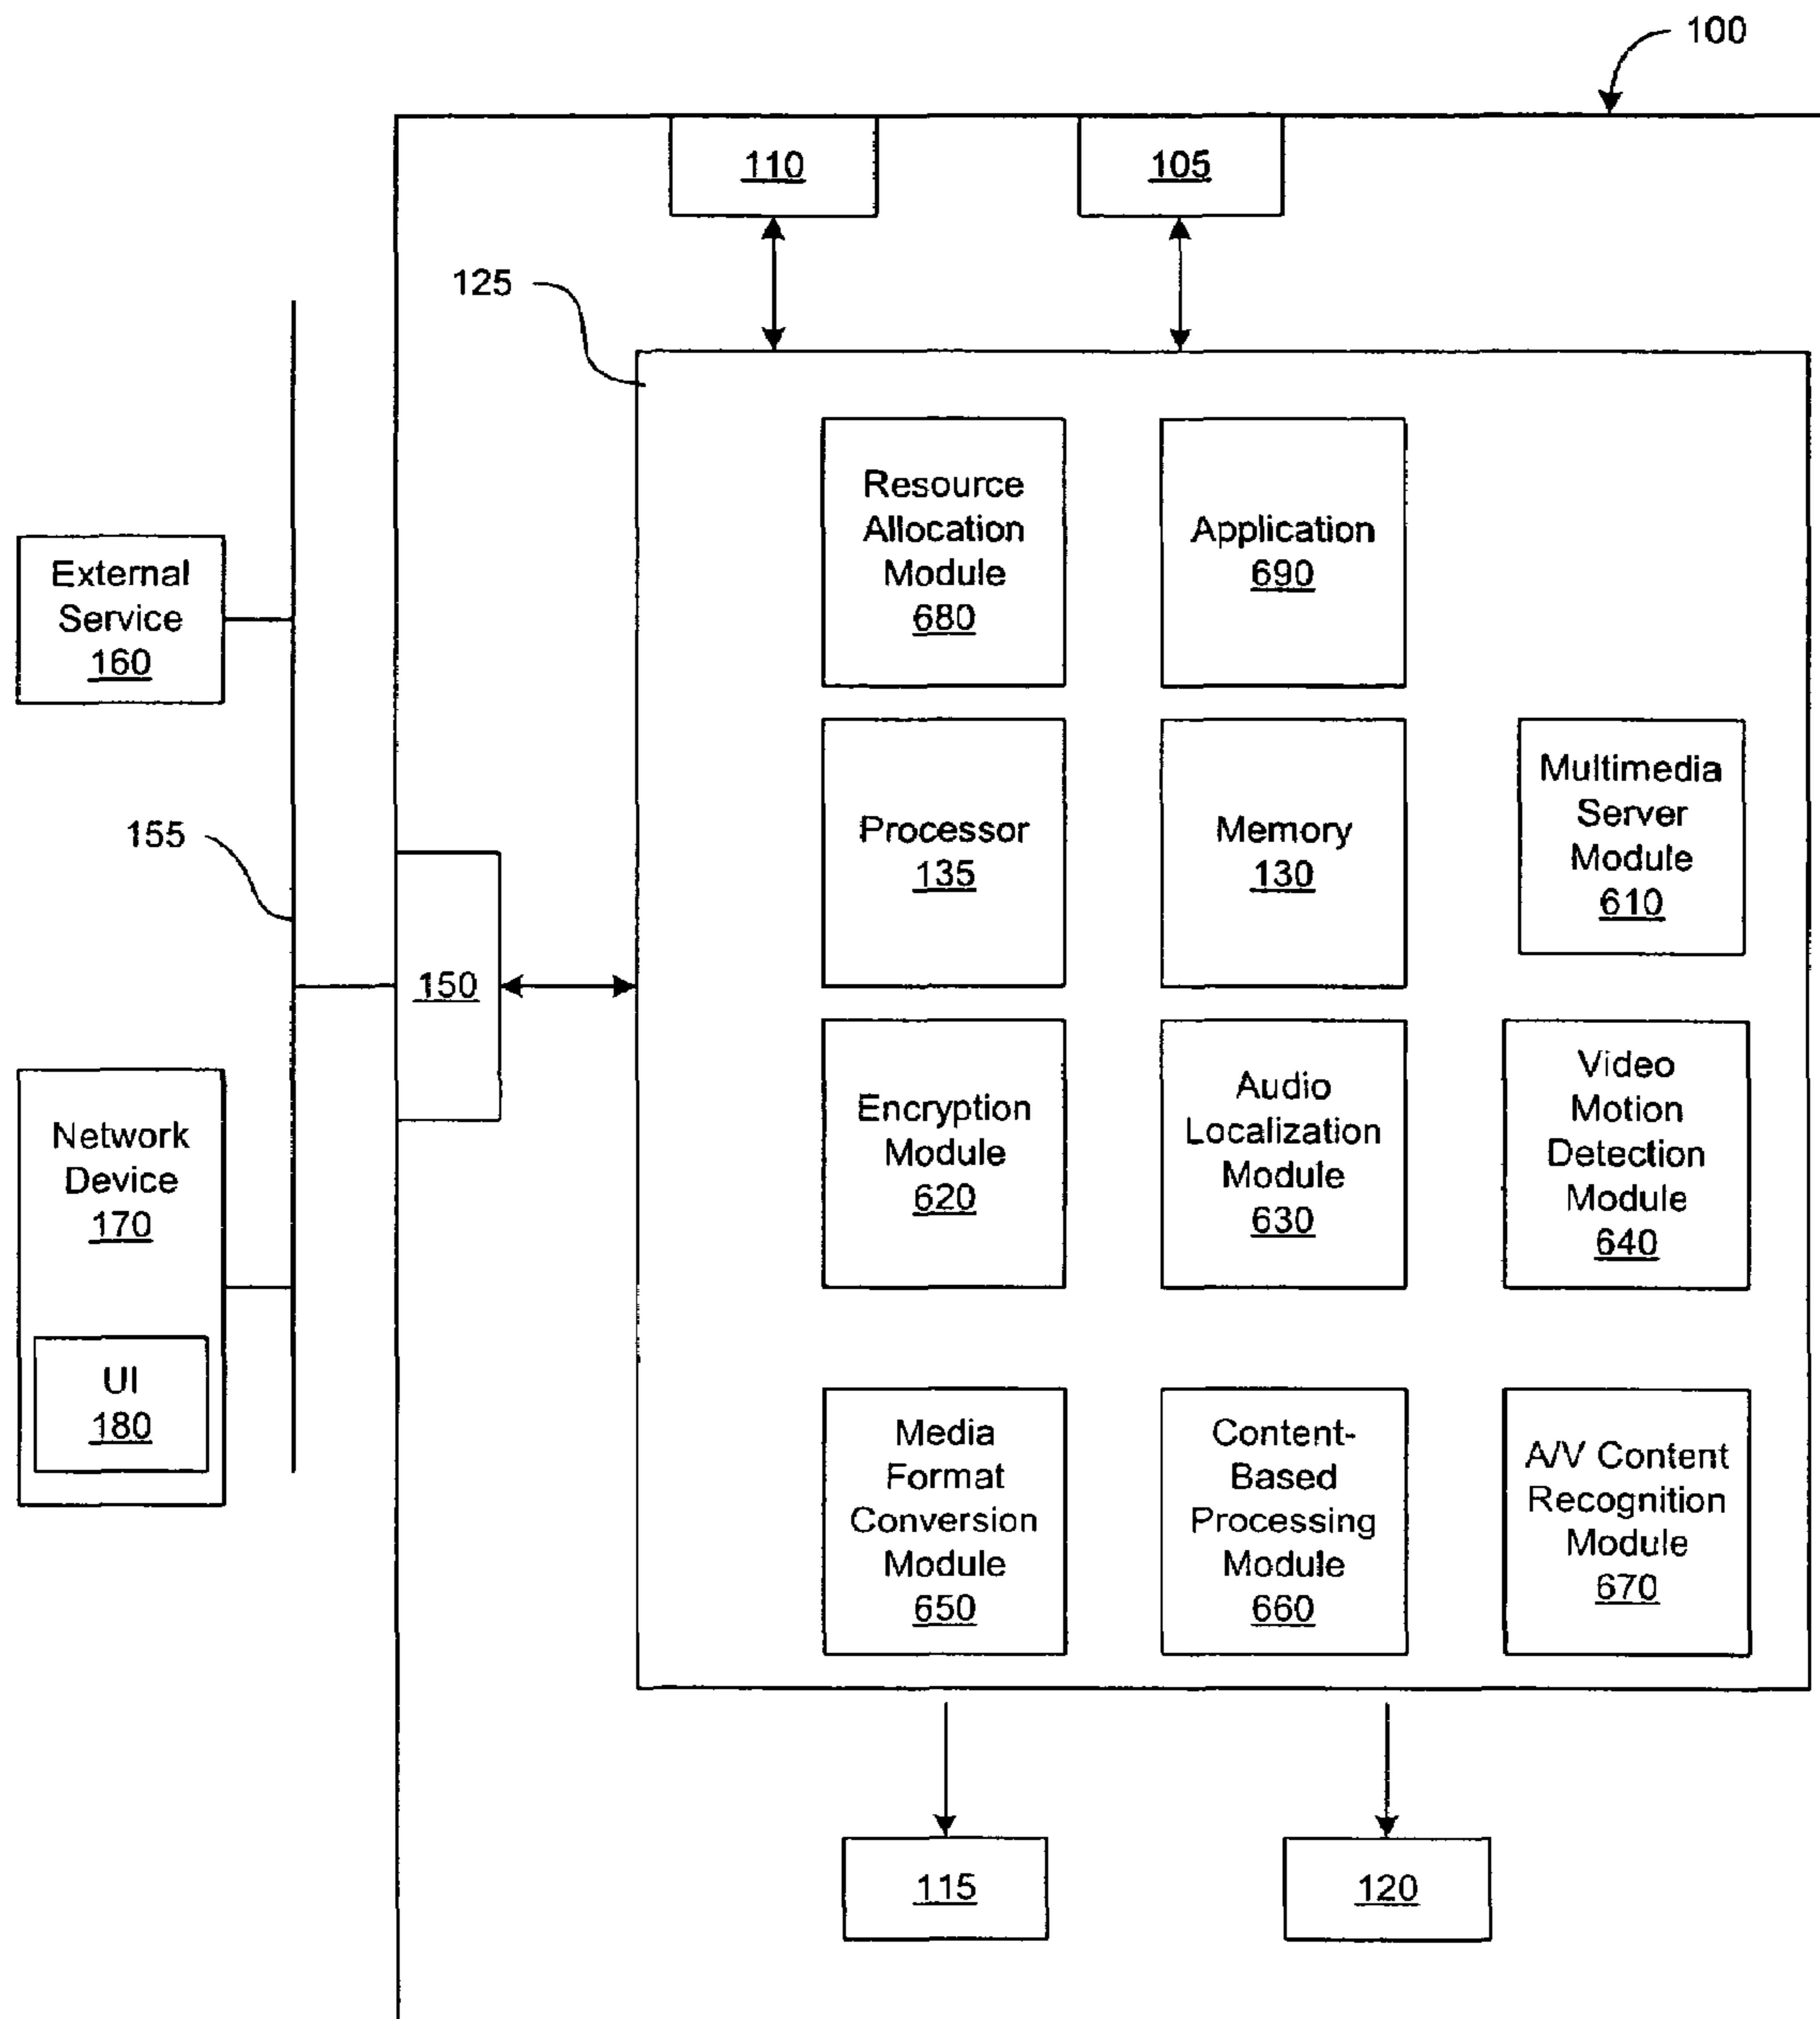 100
110
105
125
Resource
Allocation
Module
680
Application
690
External
Service
160
Processor
135
Memory
130
Multimedia
Server
Module
610
155
150
Encryption
Module
620
Audio
Localization
Module
630
Video
Motion
Detection
Module
640
Network
Device
170
UI
180
Media
Format
Conversion
Module
650
Content-
Based
Processing
Module
660
A/V Content
Recognition
Module
670
115
120